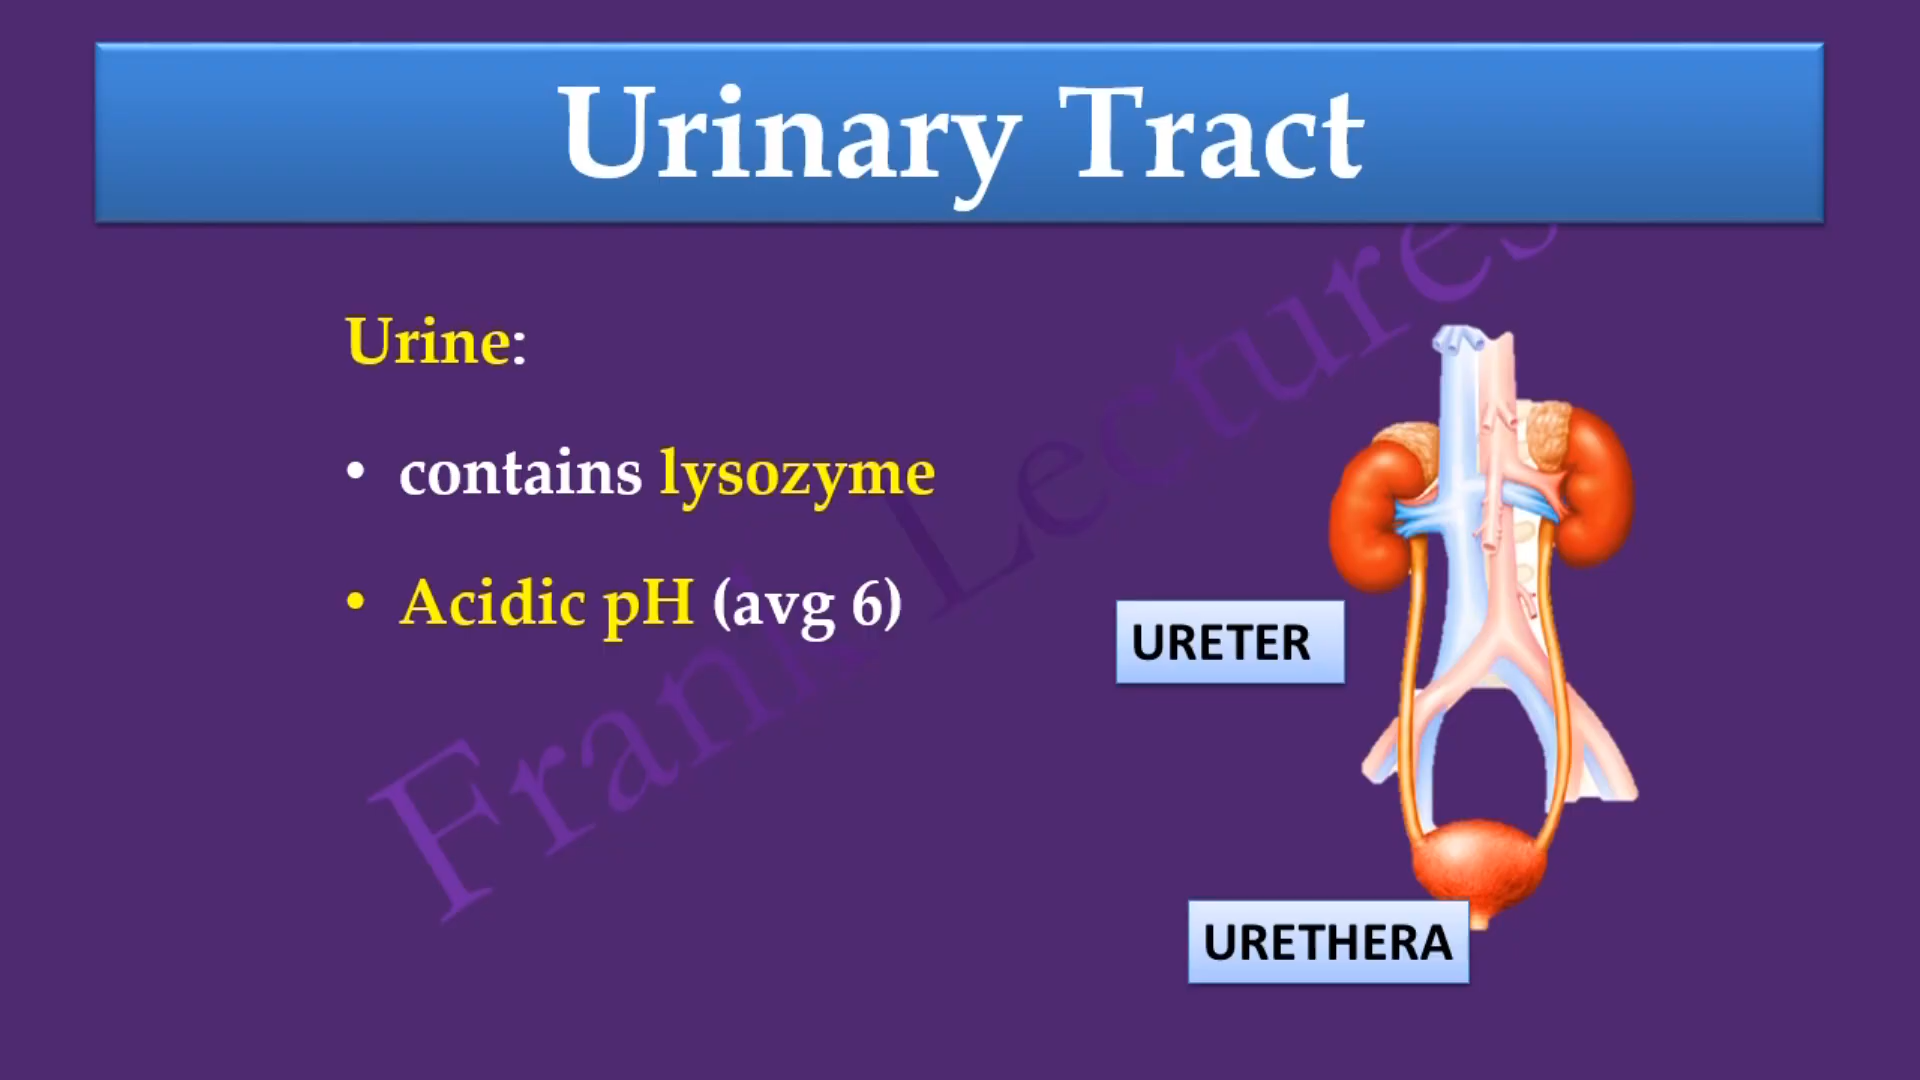 Urinary Tract
Urine:
• contains lysozyme
• Acidic pH (avg 6)
URETER
URETHERA
Frank Lectures